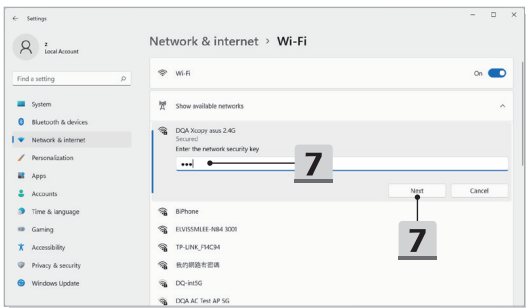 Settings
z
Local Account
Find a setting
System
Bluetooth & devices
Network & internet
Personalization
Apps
Accounts
Time & language
Gaming
Accessibility
Privacy & security
Windows Update
Network & internet > Wi-Fi
Wi-Fi
On
Show available networks
DQA Xcopy asus 2.4G
Secured
Enter the network security key
•••
7
Next
Cancel
7
BiPhone
ELVISSMLEE-NB4 3001
TP-LINK_F14C94
我的網路有密碼
DQ-int5G
DQA AC Test AP 5G